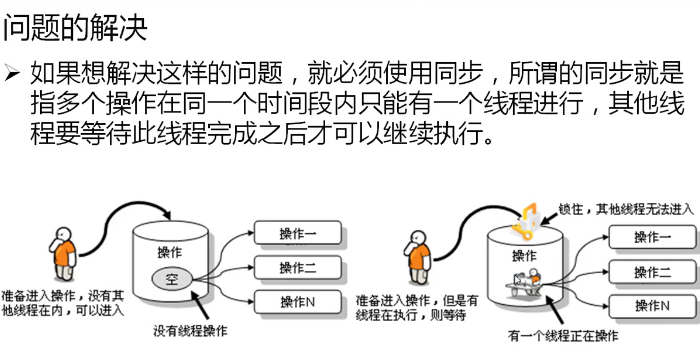 问题的解决
如果想解决这样的问题，就必须使用同步，所谓的同步就是
指多个操作在同一个时间段内只能有一个线程进行，其他线
程要等待此线程完成之后才可以继续执行。
操作
空
操作一
操作二
操作N
准备进入操作，没有其
他线程在内，可以进入
没有线程操作
锁住，其他线程无法进入
操作
操作一
操作二
操作N
准备进入操作，但是有
线程在执行，则等待
有一个线程正在操作